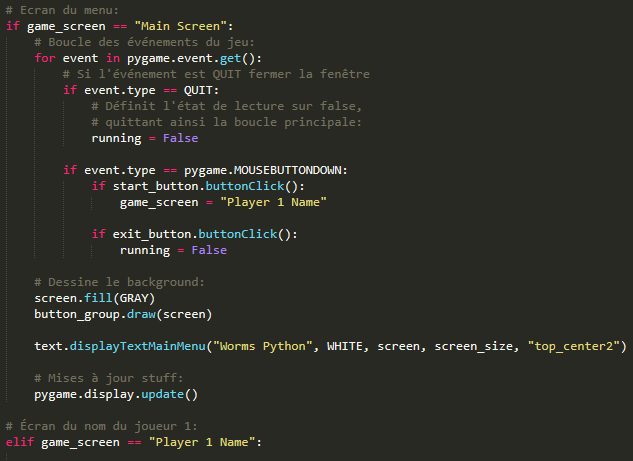 # Ecran du menu:
if game_screen == "Main Screen":
# Boucle des événements du jeu:
for event in pygame.event.get():
# Si l'événement est QUIT fermer la fenêtre
if event.type == QUIT:
# Définit l'état de lecture sur false,
# quittant ainsi la boucle principale:
running = False
if event.type == pygame.MOUSEBUTTONDOWN:
if start_button.buttonClick():
game_screen = "Player 1 Name"
if exit_button.buttonClick():
running = False
# Dessine le background:
screen.fill(GRAY)
button_group.draw(screen)
text.displayTextMainMenu("Worms Python", WHITE, screen, screen_size, "top_center2")
# Mises à jour stuff:
pygame.display.update()
# Écran du nom du joueur 1:
elif game_screen == "Player 1 Name":